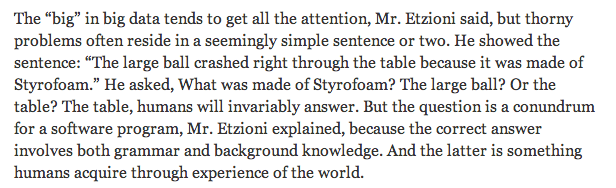 The “big” in big data tends to get all the attention, Mr. Etzioni said, but thorny
problems often reside in a seemingly simple sentence or two. He showed the
sentence: “The large ball crashed right through the table because it was made of
Styrofoam.” He asked, What was made of Styrofoam? The large ball? Or the
table? The table, humans will invariably answer. But the question is a conundrum
for a software program, Mr. Etzioni explained, because the correct answer
involves both grammar and background knowledge. And the latter is something
humans acquire through experience of the world.